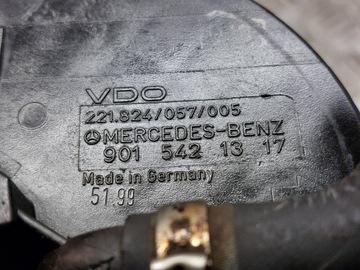 VDO
221.824/057/005
MERCEDES-BENZ
901 542 13 17
Made in Germany
51.99